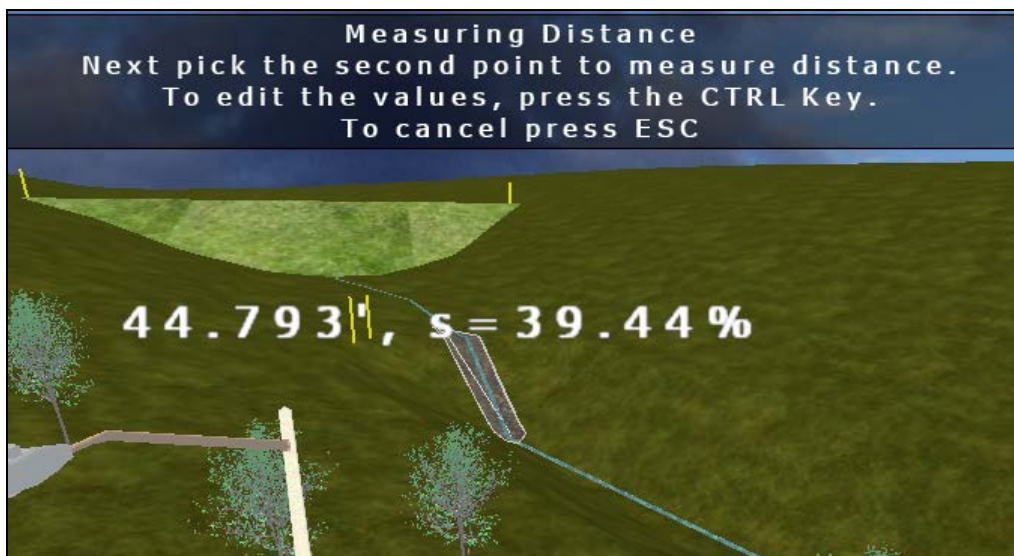 Measuring Distance
Next pick the second point to measure distance.
To edit the values, press the CTRL Key.
To cancel press ESC
44.793', s=39.44%